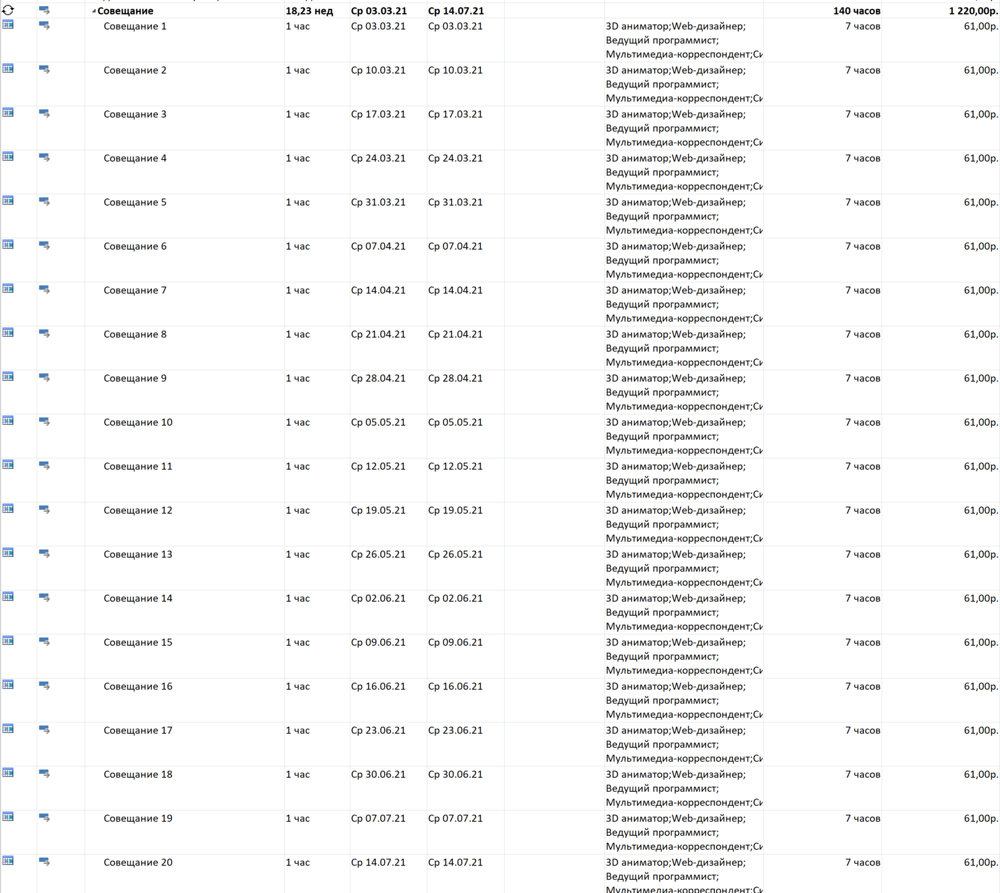 Совещание 18,23 нед Ср 03.03.21 Ср 14.07.21 140 часов 1 220,00р.
Совещание 1 1 час Ср 03.03.21 Ср 03.03.21 3D аниматор;Web-дизайнер; 7 часов 61,00р.
Ведущий программист;
Мультимедиа-корреспондент;Си
Совещание 2 1 час Ср 10.03.21 Ср 10.03.21 3D аниматор;Web-дизайнер; 7 часов 61,00р.
Ведущий программист;
Мультимедиа-корреспондент;Си
Совещание 3 1 час Ср 17.03.21 Ср 17.03.21 3D аниматор;Web-дизайнер; 7 часов 61,00р.
Ведущий программист;
Мультимедиа-корреспондент;Си
Совещание 4 1 час Ср 24.03.21 Ср 24.03.21 3D аниматор;Web-дизайнер; 7 часов 61,00р.
Ведущий программист;
Мультимедиа-корреспондент;Си
Совещание 5 1 час Ср 31.03.21 Ср 31.03.21 3D аниматор;Web-дизайнер; 7 часов 61,00р.
Ведущий программист;
Мультимедиа-корреспондент;Си
Совещание 6 1 час Ср 07.04.21 Ср 07.04.21 3D аниматор;Web-дизайнер; 7 часов 61,00р.
Ведущий программист;
Мультимедиа-корреспондент;Си
Совещание 7 1 час Ср 14.04.21 Ср 14.04.21 3D аниматор;Web-дизайнер; 7 часов 61,00р.
Ведущий программист;
Мультимедиа-корреспондент;Си
Совещание 8 1 час Ср 21.04.21 Ср 21.04.21 3D аниматор;Web-дизайнер; 7 часов 61,00р.
Ведущий программист;
Мультимедиа-корреспондент;Си
Совещание 9 1 час Ср 28.04.21 Ср 28.04.21 3D аниматор;Web-дизайнер; 7 часов 61,00р.
Ведущий программист;
Мультимедиа-корреспондент;Си
Совещание 10 1 час Ср 05.05.21 Ср 05.05.21 3D аниматор;Web-дизайнер; 7 часов 61,00р.
Ведущий программист;
Мультимедиа-корреспондент;Си
Совещание 11 1 час Ср 12.05.21 Ср 12.05.21 3D аниматор;Web-дизайнер; 7 часов 61,00р.
Ведущий программист;
Мультимедиа-корреспондент;Си
Совещание 12 1 час Ср 19.05.21 Ср 19.05.21 3D аниматор;Web-дизайнер; 7 часов 61,00р.
Ведущий программист;
Мультимедиа-корреспондент;Си
Совещание 13 1 час Ср 26.05.21 Ср 26.05.21 3D аниматор;Web-дизайнер; 7 часов 61,00р.
Ведущий программист;
Мультимедиа-корреспондент;Си
Совещание 14 1 час Ср 02.06.21 Ср 02.06.21 3D аниматор;Web-дизайнер; 7 часов 61,00р.
Ведущий программист;
Мультимедиа-корреспондент;Си
Совещание 15 1 час Ср 09.06.21 Ср 09.06.21 3D аниматор;Web-дизайнер; 7 часов 61,00р.
Ведущий программист;
Мультимедиа-корреспондент;Си
Совещание 16 1 час Ср 16.06.21 Ср 16.06.21 3D аниматор;Web-дизайнер; 7 часов 61,00р.
Ведущий программист;
Мультимедиа-корреспондент;Си
Совещание 17 1 час Ср 23.06.21 Ср 23.06.21 3D аниматор;Web-дизайнер; 7 часов 61,00р.
Ведущий программист;
Мультимедиа-корреспондент;Си
Совещание 18 1 час Ср 30.06.21 Ср 30.06.21 3D аниматор;Web-дизайнер; 7 часов 61,00р.
Ведущий программист;
Мультимедиа-корреспондент;Си
Совещание 19 1 час Ср 07.07.21 Ср 07.07.21 3D аниматор;Web-дизайнер; 7 часов 61,00р.
Ведущий программист;
Мультимедиа-корреспондент;Си
Совещание 20 1 час Ср 14.07.21 Ср 14.07.21 3D аниматор;Web-дизайнер; 7 часов 61,00р.
Ведущий программист;
Мультимедиа-корреспондент;Си